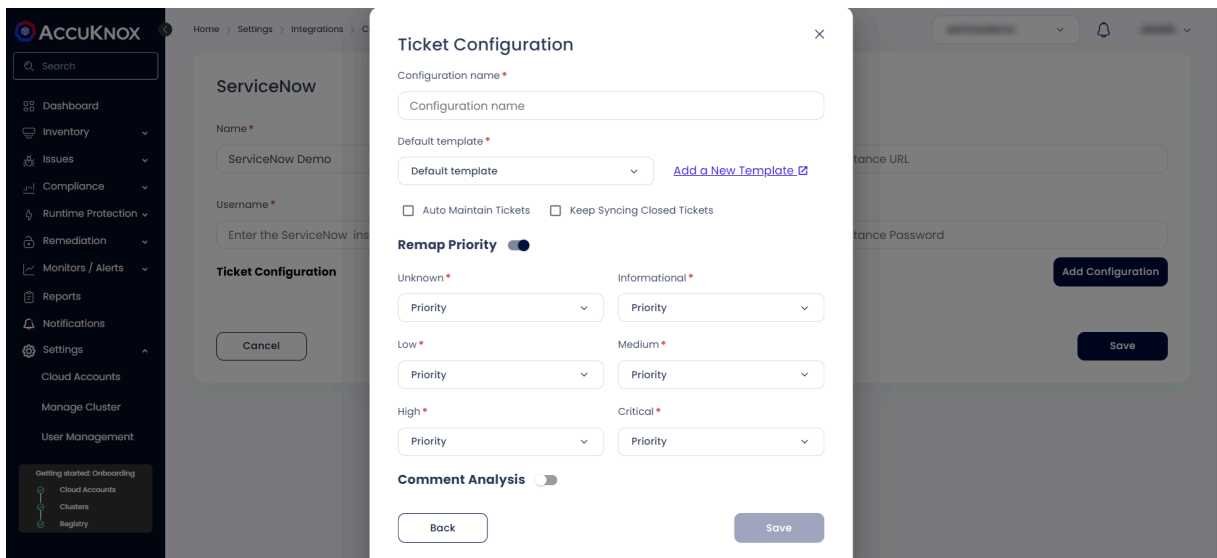 ACCUKNOX
Search
Dashboard
Inventory
Issues
Compliance
Runtime Protection
Remediation
Monitors / Alerts
Reports
Notifications
Settings
Cloud Accounts
Manage Cluster
User Management
Getting started: Onboarding
Cloud Accounts
Clusters
Registry
Home > Settings > Integrations > C
ServiceNow
Name *
ServiceNow Demo
tance URL
Username *
Enter the ServiceNow ins
tance Password
Ticket Configuration
Add Configuration
Cancel
Save
Ticket Configuration
Configuration name *
Configuration name
Default template *
Default template
Add a New Template
Auto Maintain Tickets
Keep Syncing Closed Tickets
Remap Priority
Unknown *
Informational *
Priority
Priority
Low *
Medium *
Priority
Priority
High *
Critical *
Priority
Priority
Comment Analysis
Back
Save